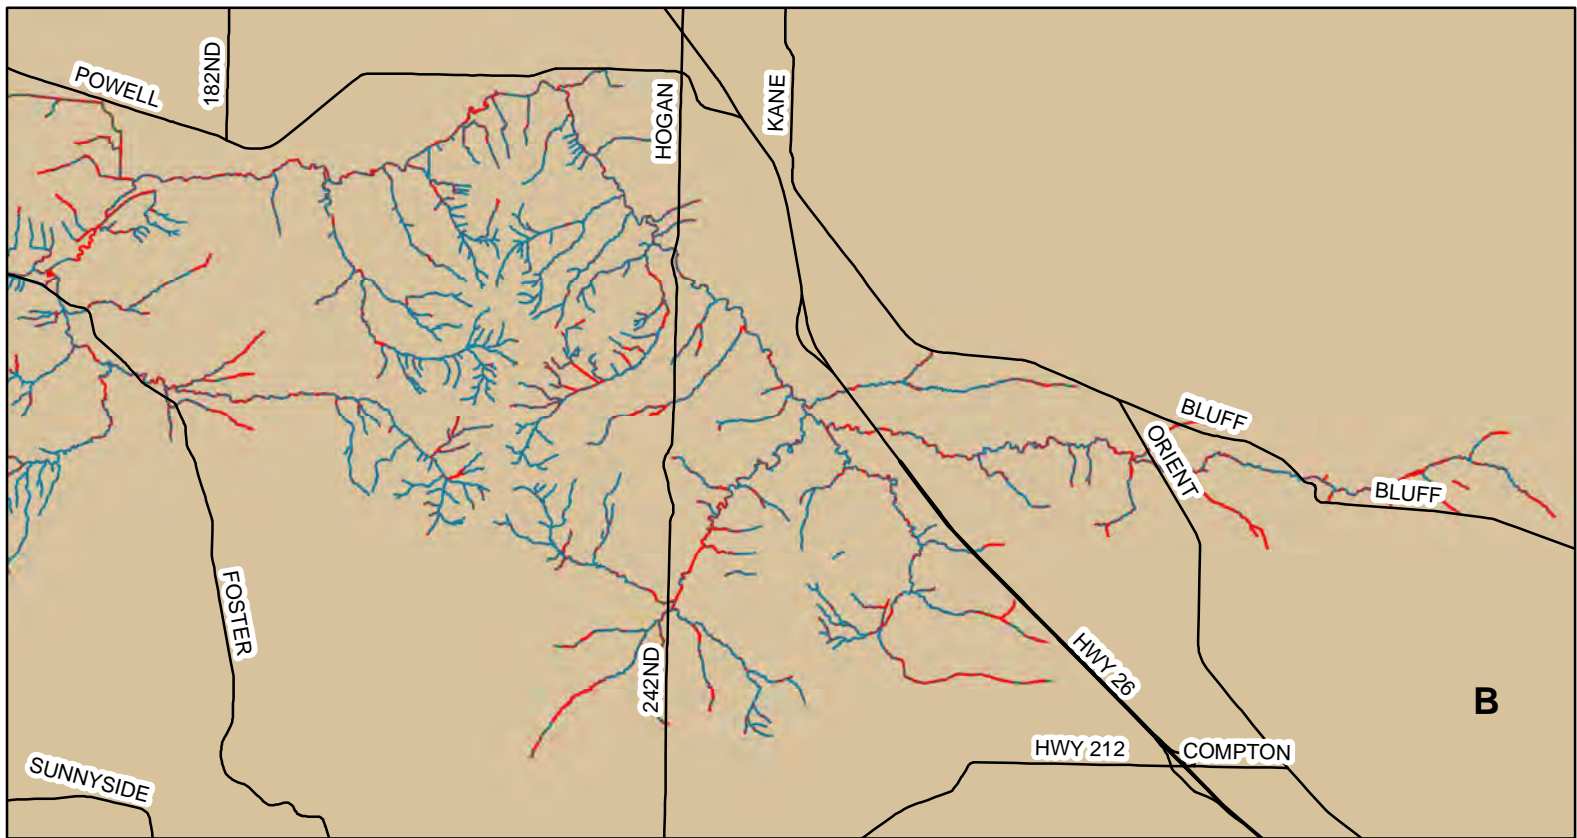 182ND
POWELL
HOGAN
KANE
BLUFF
ORIENT
BLUFF
FOSTER
242ND
HWY 26
B
HWY 212
COMPTON
SUNNYSIDE